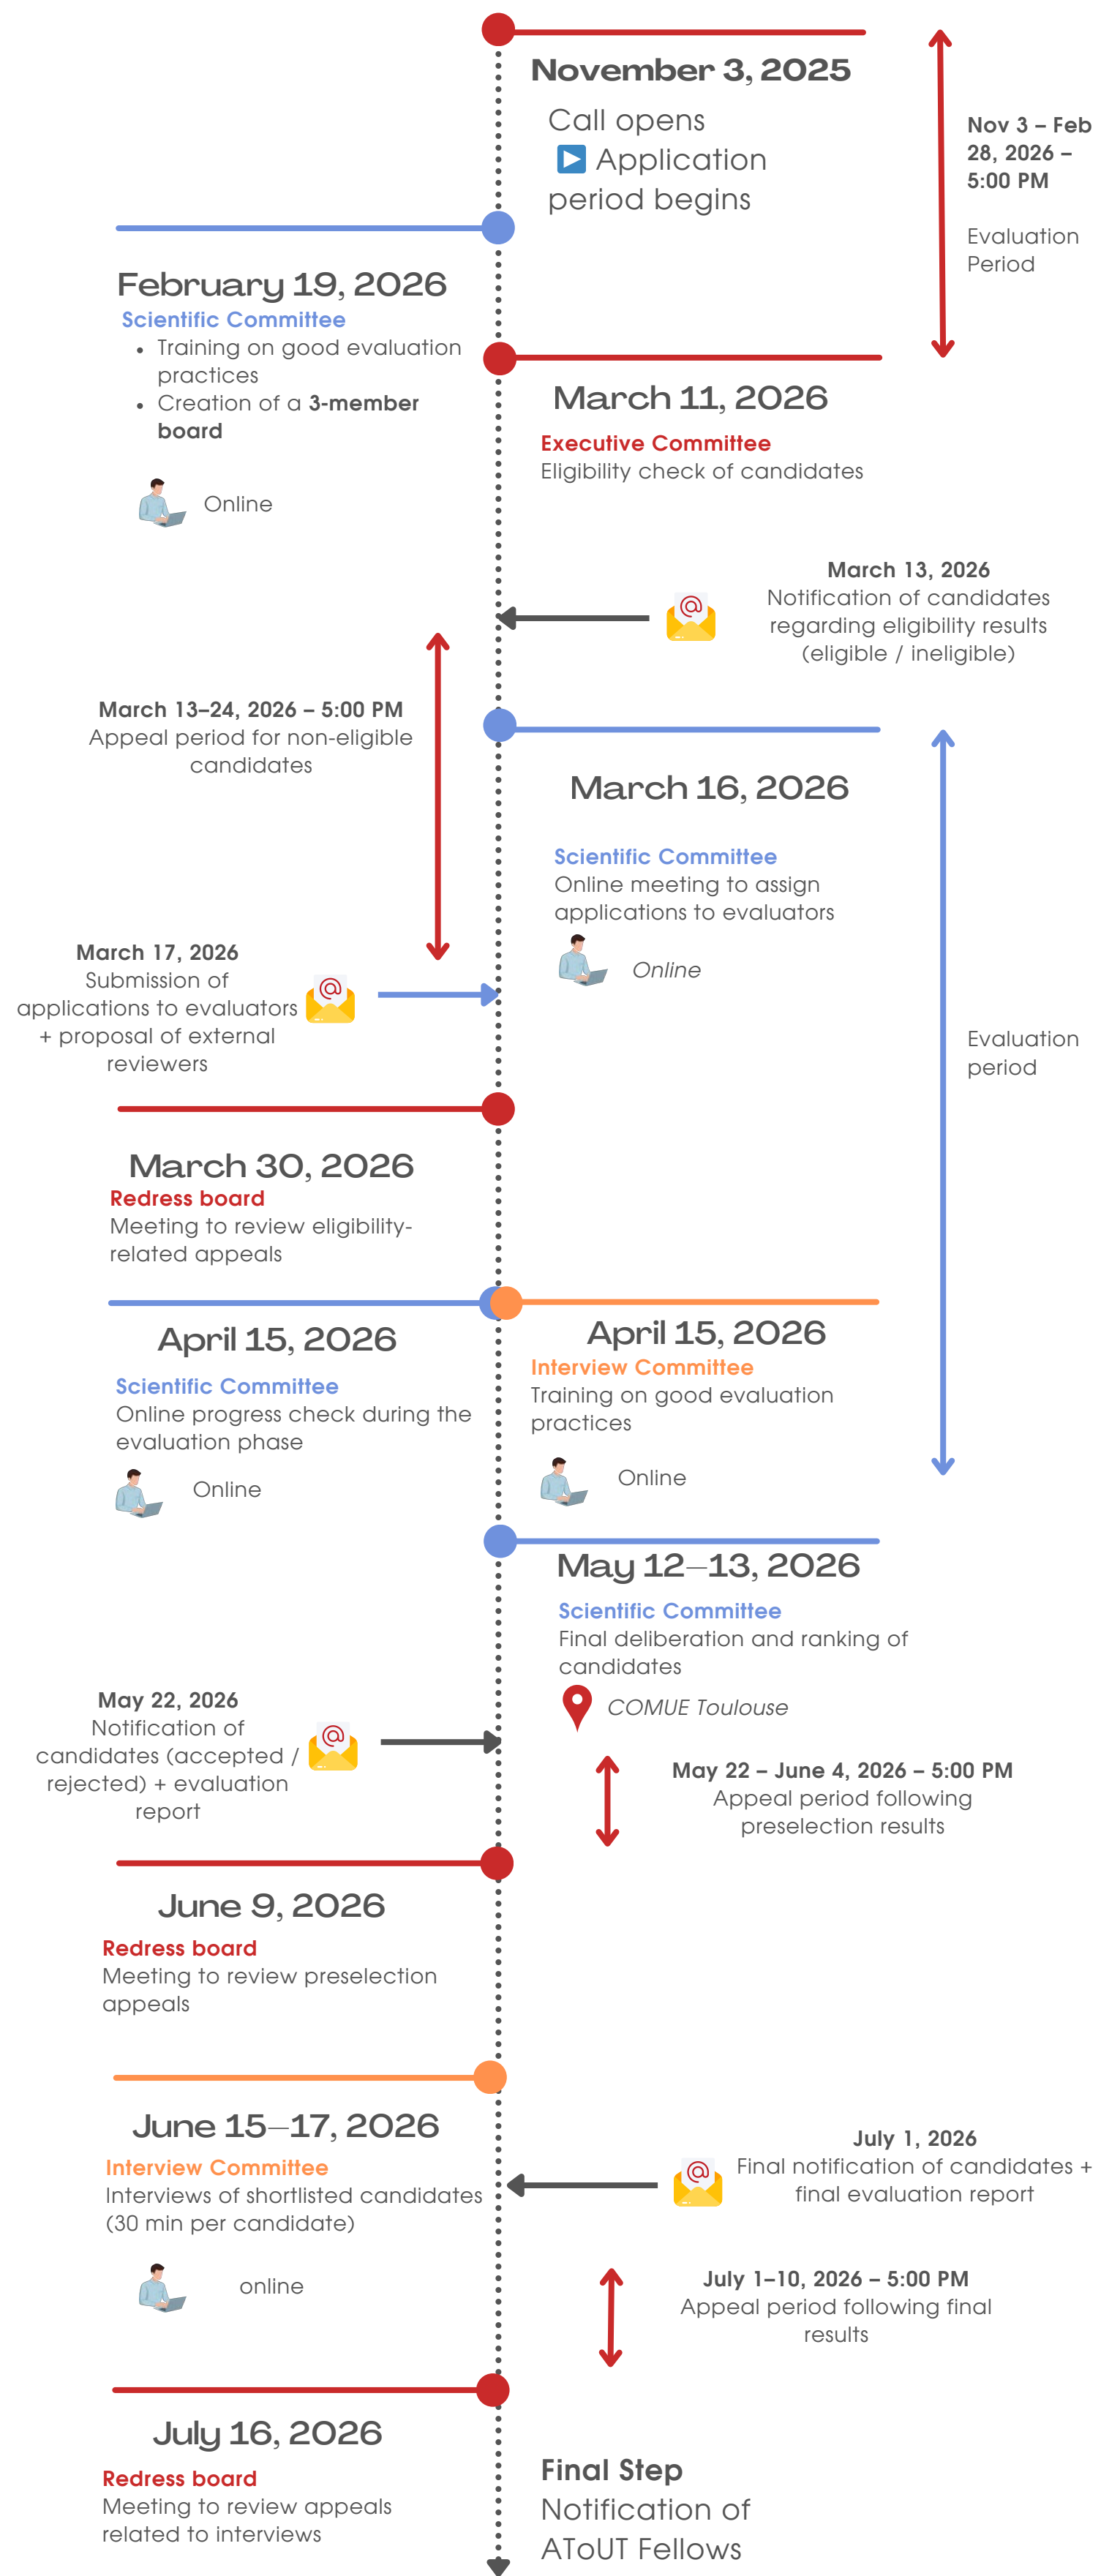 November 3, 2025
Call opens
Application
period begins
Nov 3 – Feb
28, 2026 –
5:00 PM
Evaluation
Period
February 19, 2026
Scientific Committee
• Training on good evaluation
practices
• Creation of a 3-member
board
Online
March 11, 2026
Executive Committee
Eligibility check of candidates
March 13, 2026
Notification of candidates
regarding eligibility results
(eligible / ineligible)
March 13–24, 2026 – 5:00 PM
Appeal period for non-eligible
candidates
March 16, 2026
Scientific Committee
Online meeting to assign
applications to evaluators
Online
March 17, 2026
Submission of
applications to evaluators
+ proposal of external
reviewers
Evaluation
period
March 30, 2026
Redress board
Meeting to review eligibility-
related appeals
April 15, 2026
Scientific Committee
Online progress check during the
evaluation phase
Online
April 15, 2026
Interview Committee
Training on good evaluation
practices
Online
May 12–13, 2026
Scientific Committee
Final deliberation and ranking of
candidates
COMUE Toulouse
May 22, 2026
Notification of
candidates (accepted /
rejected) + evaluation
report
May 22 – June 4, 2026 – 5:00 PM
Appeal period following
preselection results
June 9, 2026
Redress board
Meeting to review preselection
appeals
June 15–17, 2026
Interview Committee
Interviews of shortlisted candidates
(30 min per candidate)
online
July 1, 2026
Final notification of candidates +
final evaluation report
July 1–10, 2026 – 5:00 PM
Appeal period following final
results
July 16, 2026
Redress board
Meeting to review appeals
related to interviews
Final Step
Notification of
AToUT Fellows